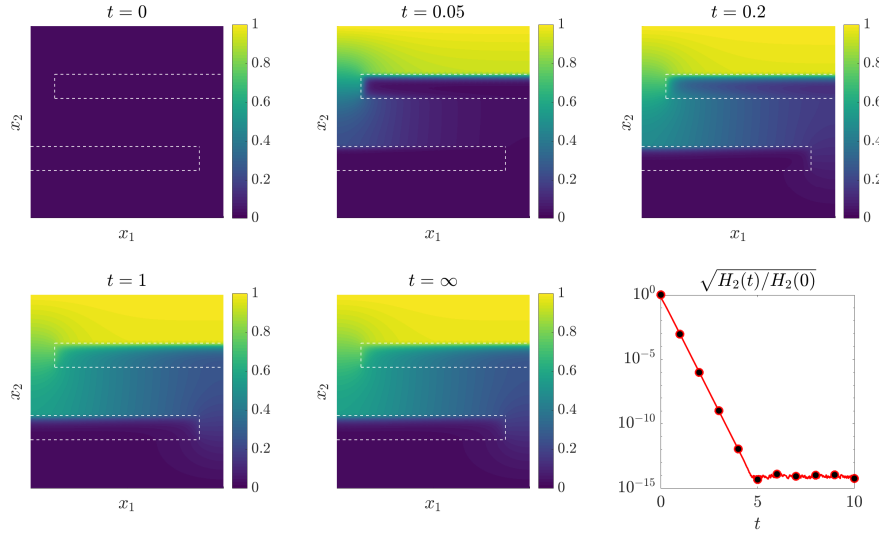 t = 0
1
0.8
0.6
0.4
0.2
0
x₂
x₁
t = 0.05
1
0.8
0.6
0.4
0.2
0
x₂
x₁
t = 0.2
1
0.8
0.6
0.4
0.2
0
x₂
x₁
t = 1
1
0.8
0.6
0.4
0.2
0
x₂
x₁
t = ∞
1
0.8
0.6
0.4
0.2
0
x₂
x₁
√H₂(t)/H₂(0)
10⁰
10⁻⁵
10⁻¹⁰
10⁻¹⁵
0 5 10
t